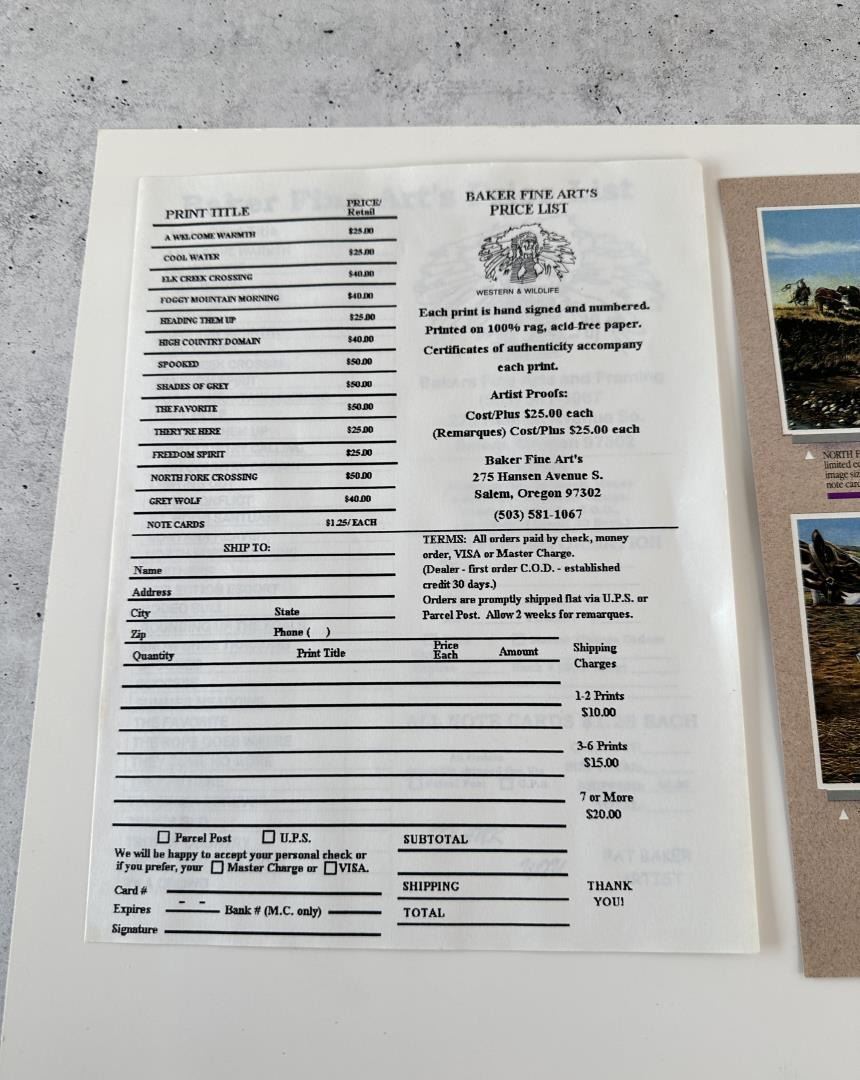 PRINT TITLE PRICE/
Retail
A WELCOME WARMTH $25.00
COOL WATER $25.00
ELK CREEK CROSSING $40.00
FOGGY MOUNTAIN MORNING $40.00
HEADING THEM UP $25.00
HIGH COUNTRY DOMAIN $40.00
SPOOKED $50.00
SHADES OF GREY $50.00
THE FAVORITE $50.00
THERY'RE HERE $25.00
FREEDOM SPIRIT $25.00
NORTH FORK CROSSING $50.00
GREY WOLF $40.00
NOTE CARDS $1.25/EACH
SHIP TO:
Name
Address
City State
Zip Phone ( )
BAKER FINE ART'S
PRICE LIST
WESTERN & WILDLIFE
Each print is hand signed and numbered.
Printed on 100% rag, acid-free paper.
Certificates of authenticity accompany
each print.
Artist Proofs:
Cost/Plus $25.00 each
(Remarques) Cost/Plus $25.00 each
Baker Fine Art's
275 Hansen Avenue S.
Salem, Oregon 97302
(503) 581-1067
TERMS: All orders paid by check, money
order, VISA or Master Charge.
(Dealer - first order C.O.D. - established
credit 30 days.)
Orders are promptly shipped flat via U.P.S. or
Parcel Post. Allow 2 weeks for remarques.
Quantity Print Title Price
Each Amount
Shipping
Charges
1-2 Prints
$10.00
3-6 Prints
$15.00
7 or More
$20.00
Parcel Post U.P.S.
We will be happy to accept your personal check or
if you prefer, your Master Charge or VISA.
Card #
Expires - - Bank # (M.C. only)
Signature
SUBTOTAL
SHIPPING
TOTAL
THANK
YOU!
NORTH F
limited ed
image siz
note card